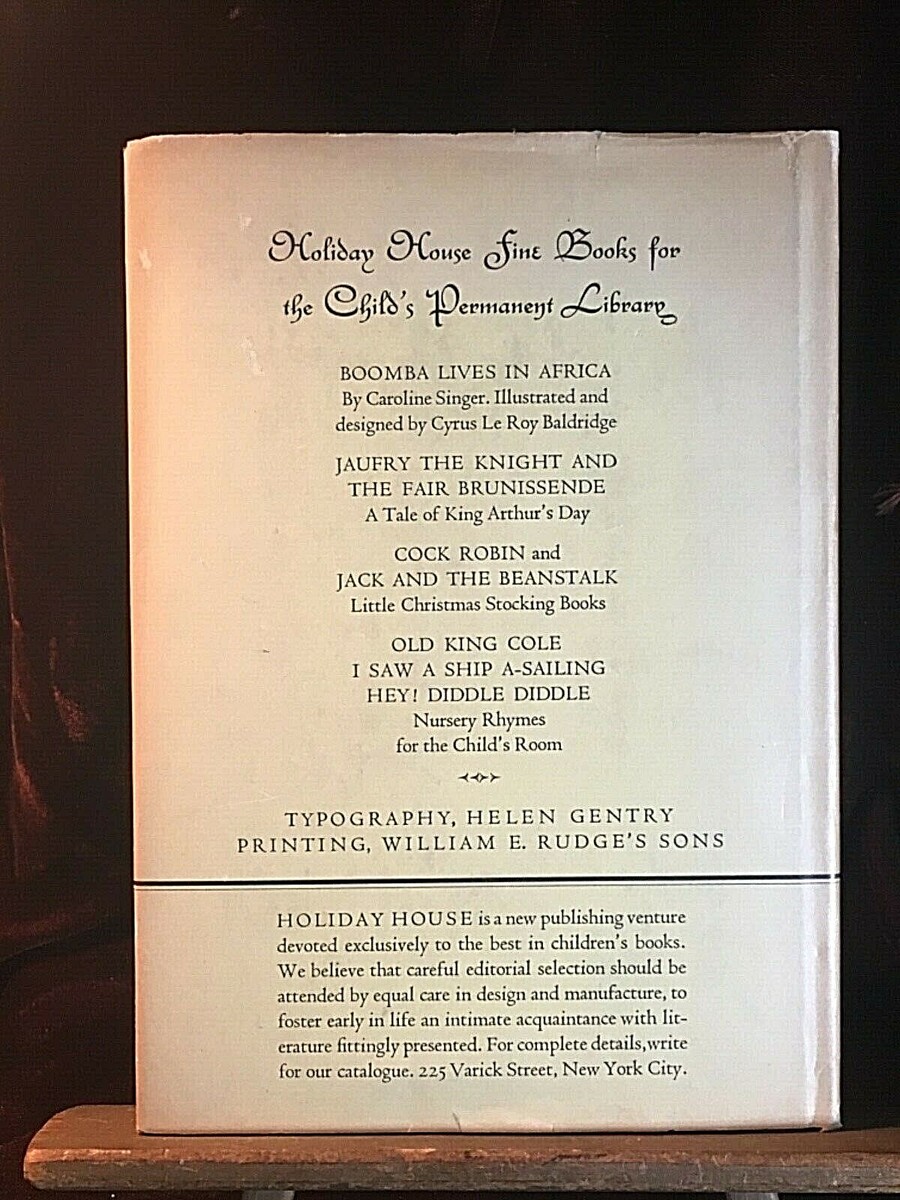 Holiday House Fine Books for
the Child's Permanent Library
BOOMBA LIVES IN AFRICA
By Caroline Singer. Illustrated and
designed by Cyrus Le Roy Baldridge
JAUFRY THE KNIGHT AND
THE FAIR BRUNISSENDE
A Tale of King Arthur's Day
COCK ROBIN and
JACK AND THE BEANSTALK
Little Christmas Stocking Books
OLD KING COLE
I SAW A SHIP A-SAILING
HEY! DIDDLE DIDDLE
Nursery Rhymes
for the Child's Room
TYPOGRAPHY, HELEN GENTRY
PRINTING, WILLIAM E. RUDGE'S SONS
HOLIDAY HOUSE is a new publishing venture
devoted exclusively to the best in children's books.
We believe that careful editorial selection should be
attended by equal care in design and manufacture, to
foster early in life an intimate acquaintance with lit-
erature fittingly presented. For complete details, write
for our catalogue. 225 Varick Street, New York City.